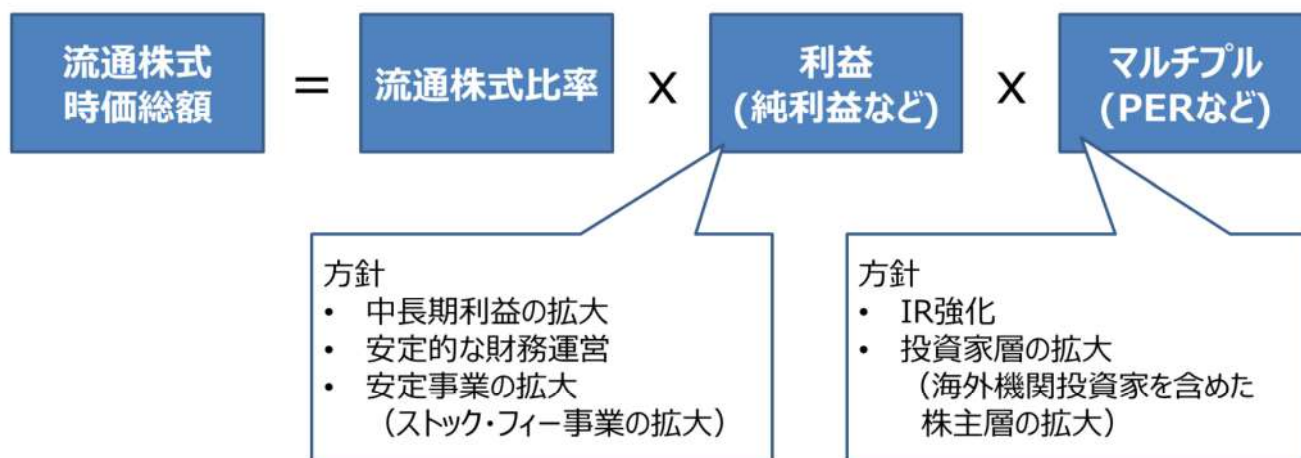 流通株式
時価総額
=
流通株式比率
x
利益
(純利益など)
x
マルチプル
(PERなど)
方針
• 中長期利益の拡大
• 安定的な財務運営
• 安定事業の拡大
（ストック・フィー事業の拡大）
方針
• IR強化
• 投資家層の拡大
（海外機関投資家を含めた
株主層の拡大）